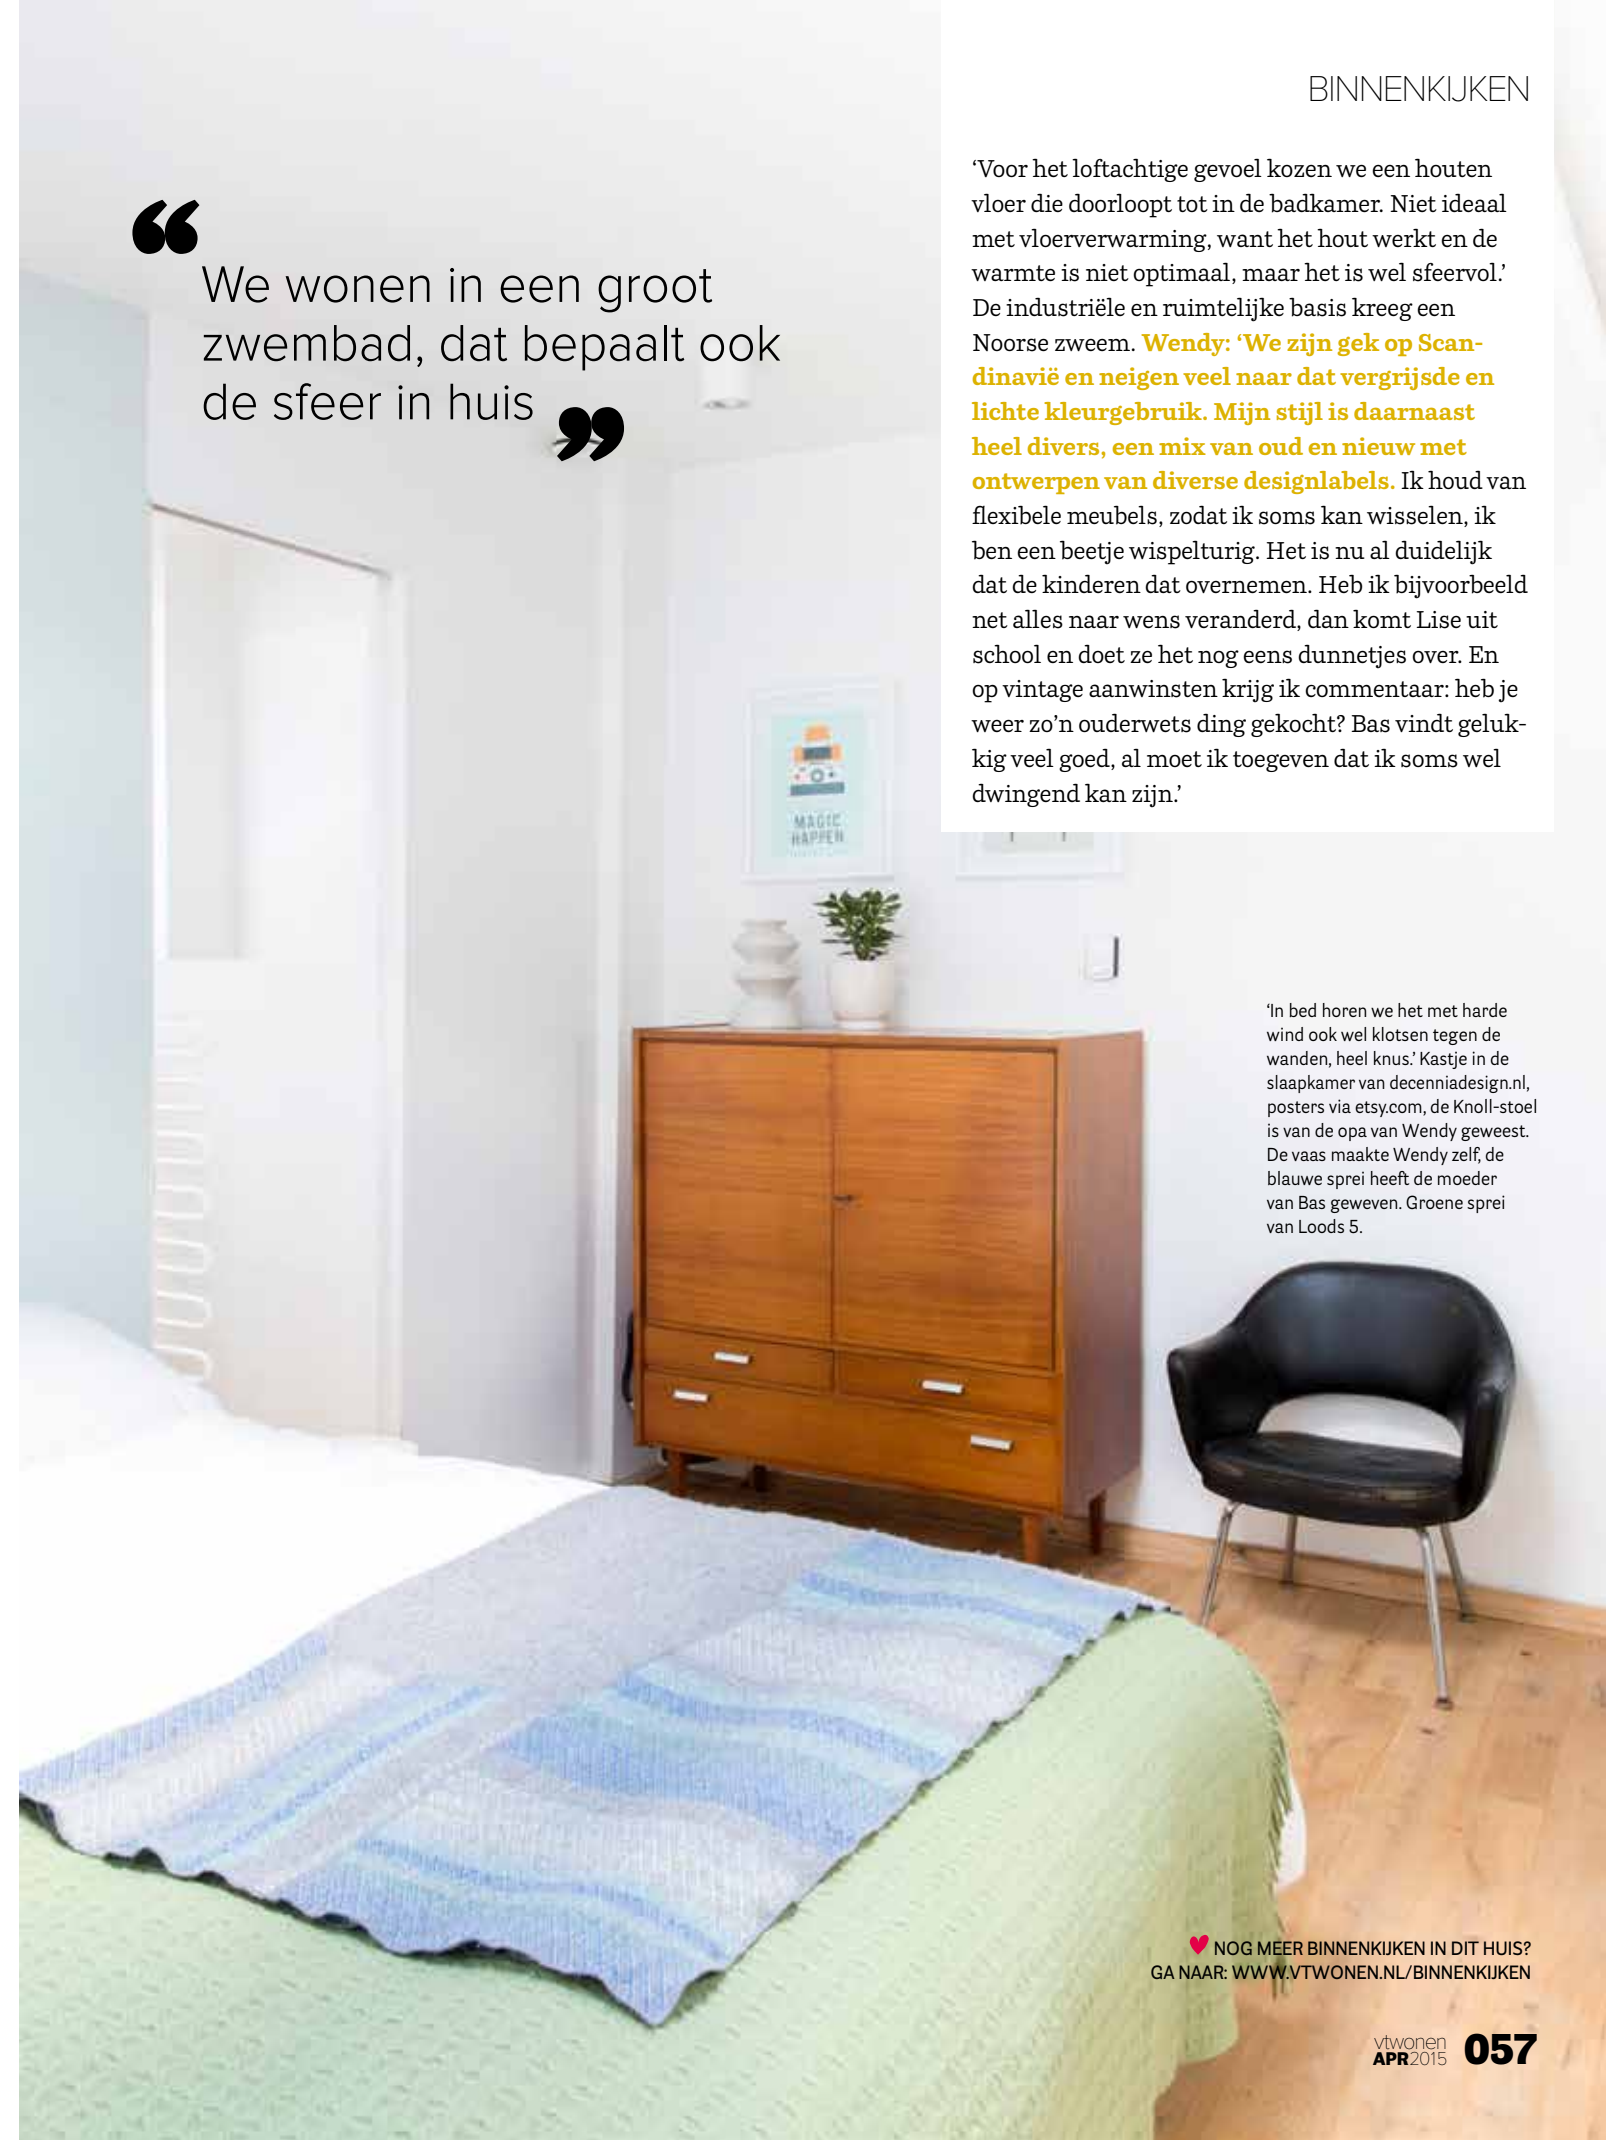 BINNENKIJKEN
“
We wonen in een groot
zwembad, dat bepaalt ook
de sfeer in huis ”
‘Voor het loftachtige gevoel kozen we een houten
vloer die doorloopt tot in de badkamer. Niet ideaal
met vloerverwarming, want het hout werkt en de
warmte is niet optimaal, maar het is wel sfeervol.’
De industriële en ruimtelijke basis kreeg een
Noorse zweem. Wendy: ‘We zijn gek op Scan-
dinavië en neigen veel naar dat vergrijsde en
lichte kleurgebruik. Mijn stijl is daarnaast
heel divers, een mix van oud en nieuw met
ontwerpen van diverse designlabels. Ik houd van
flexibele meubels, zodat ik soms kan wisselen, ik
ben een beetje wispelturig. Het is nu al duidelijk
dat de kinderen dat overnemen. Heb ik bijvoorbeeld
net alles naar wens veranderd, dan komt Lise uit
school en doet ze het nog eens dunnetjes over. En
op vintage aanwinsten krijg ik commentaar: heb je
weer zo’n ouderwets ding gekocht? Bas vindt geluk-
kig veel goed, al moet ik toegeven dat ik soms wel
dwingend kan zijn.’
MAGIC
HAPPEN
‘In bed horen we het met harde
wind ook wel klotsen tegen de
wanden, heel knus.’ Kastje in de
slaapkamer van decenniadesign.nl,
posters via etsy.com, de Knoll-stoel
is van de opa van Wendy geweest.
De vaas maakte Wendy zelf, de
blauwe sprei heeft de moeder
van Bas geweven. Groene sprei
van Loods 5.
NOG MEER BINNENKIJKEN IN DIT HUIS?
GA NAAR: WWW.VTWONEN.NL/BINNENKIJKEN
vtwonen
APR2015 057